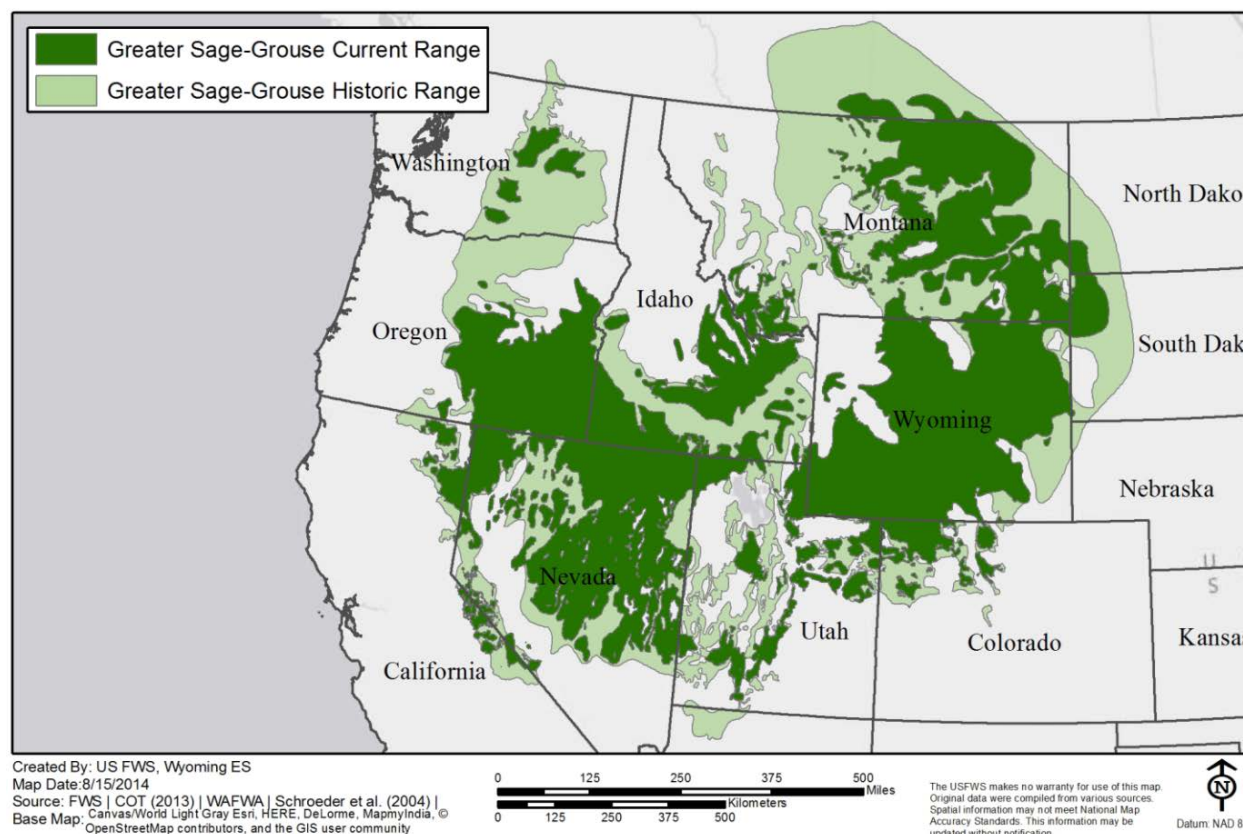 Greater Sage-Grouse Current Range
Greater Sage-Grouse Historic Range
Washington
Montana
North Dako
Idaho
Oregon
South Dak
Wyoming
Nebraska
Nevada
U
S
Utah
Colorado
Kansas
California
Created By: US FWS, Wyoming ES
Map Date:8/15/2014
Source: FWS | COT (2013) | WAFWA | Schroeder et al. (2004) |
Base Map: Canvas/World Light Gray Esri, HERE, DeLorme, MapmyIndia, ©
OpenStreetMap contributors, and the GIS user community
0 125 250 375 500
Miles
Kilometers
0 125 250 375 500
The USFWS makes no warranty for use of this map.
Original data were compiled from various sources.
Spatial information may not meet National Map
Accuracy Standards. This information may be
updated without notification.
N
Datum: NAD 8